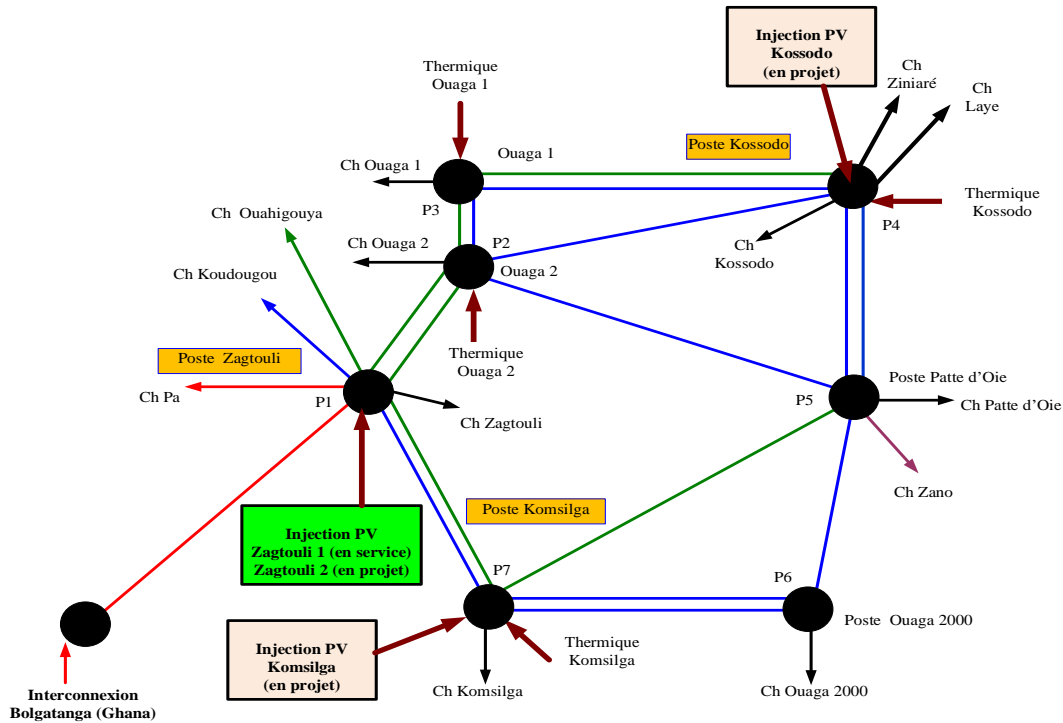 Injection PV
Kossodo
(en projet)
Ch
Ziniaré
Ch
Laye
Thermique
Ouaga 1
Ouaga 1
Poste Kossodo
Ch Ouaga 1
P3
Thermique
Kossodo
P4
Ch Ouahigouya
Ch Ouaga 2
P2
Ouaga 2
Ch
Kossodo
Ch Koudougou
Thermique
Ouaga 2
Poste Zagtouli
Ch Pa
P1
Ch Zagtouli
Poste Patte d’Oie
P5
Ch Patte d’Oie
Ch Zano
Poste Komsilga
Injection PV
Zagtouli 1 (en service)
Zagtouli 2 (en projet)
P7
P6
Poste Ouaga 2000
Injection PV
Komsilga
(en projet)
Thermique
Komsilga
Ch Komsilga
Ch Ouaga 2000
Interconnexion
Bolgatanga (Ghana)